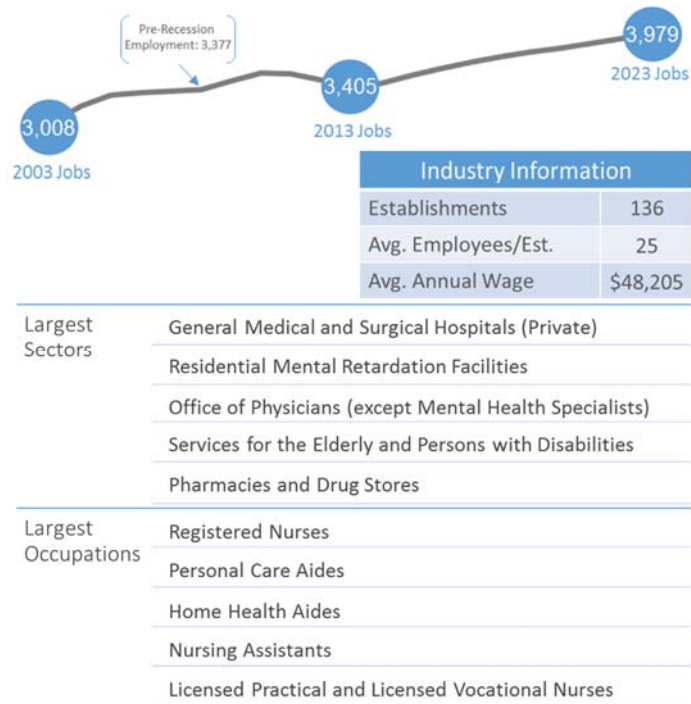 Pre-Recession
Employment: 3,377
3,979
2023 Jobs
3,405
2013 Jobs
3,008
2003 Jobs
Industry Information
Establishments 136
Avg. Employees/Est. 25
Avg. Annual Wage $48,205
Largest
Sectors
General Medical and Surgical Hospitals (Private)
Residential Mental Retardation Facilities
Office of Physicians (except Mental Health Specialists)
Services for the Elderly and Persons with Disabilities
Pharmacies and Drug Stores
Largest
Occupations
Registered Nurses
Personal Care Aides
Home Health Aides
Nursing Assistants
Licensed Practical and Licensed Vocational Nurses